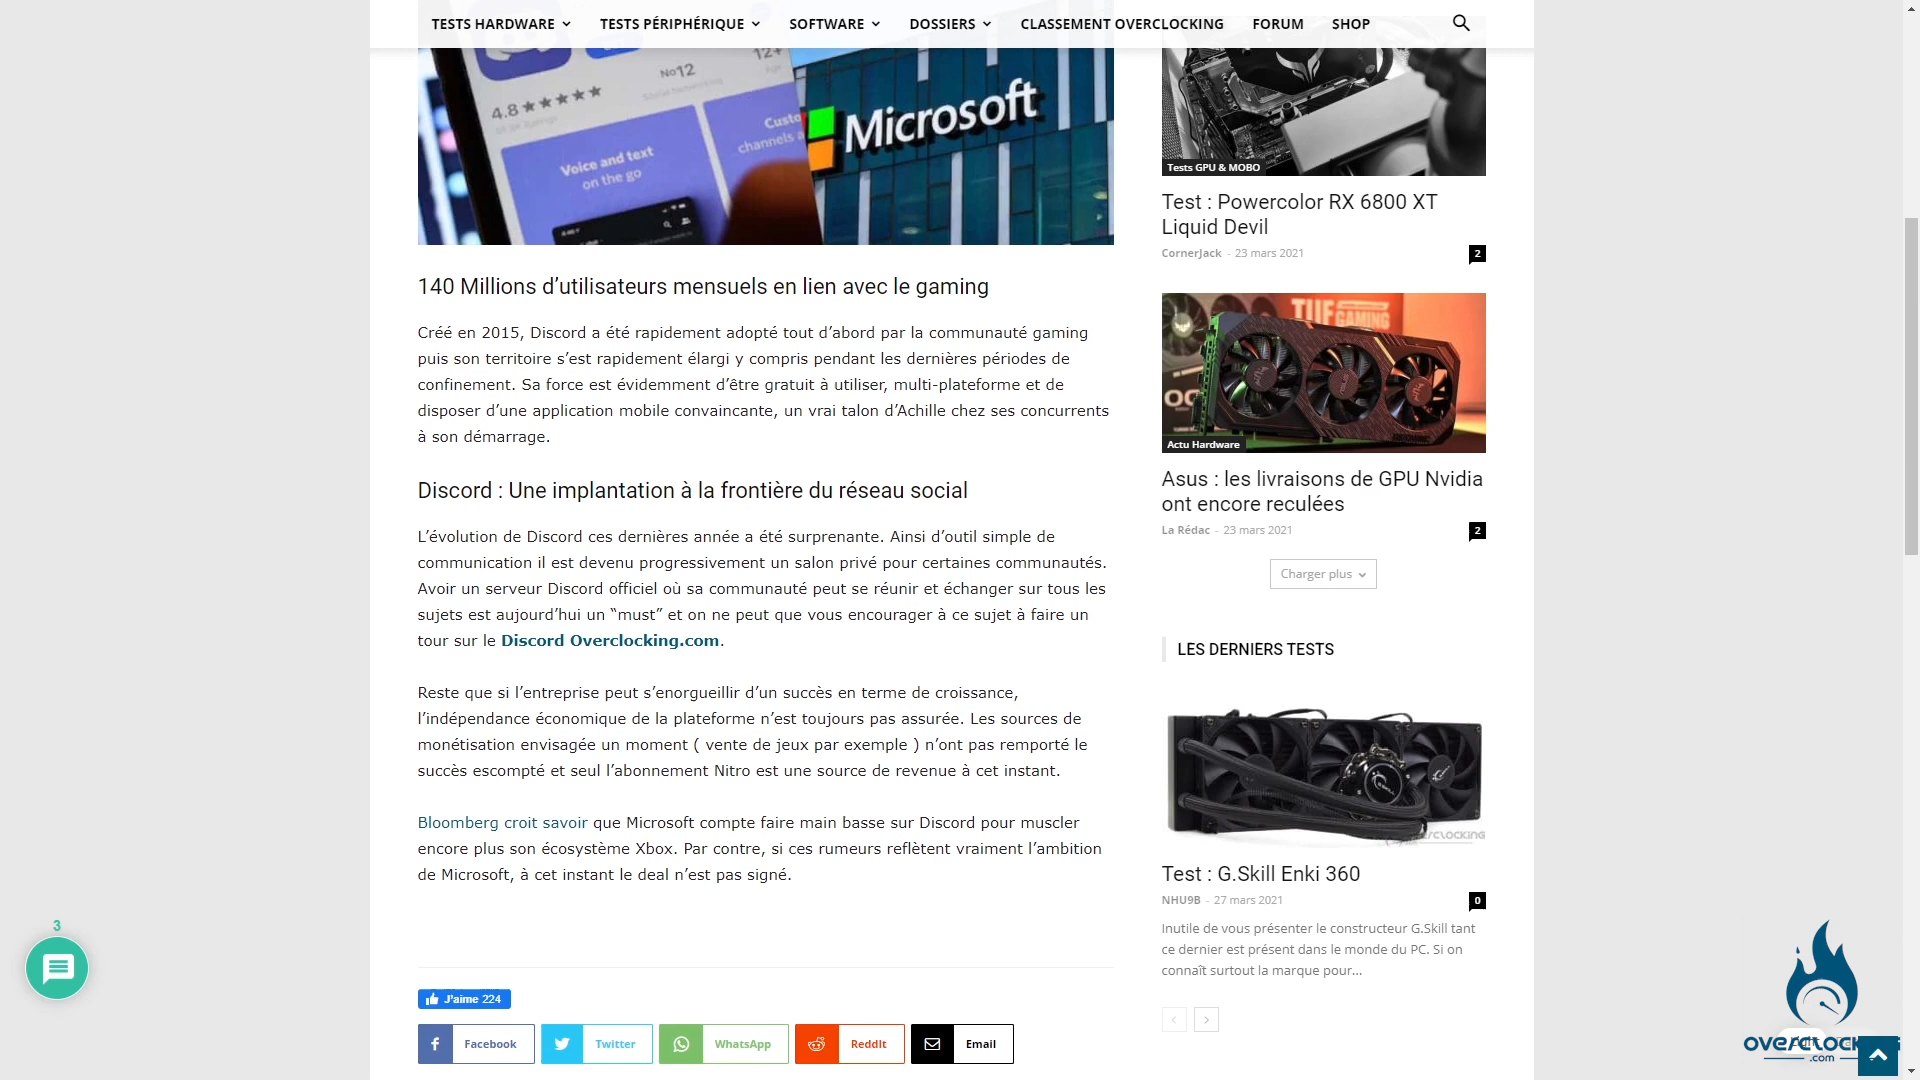 TESTS HARDWARE
TESTS PÉRIPHÉRIQUE
SOFTWARE
DOSSIERS
CLASSEMENT OVERCLOCKING
FORUM
SHOP
No12
12+
4.8 ★★★★★
Voice and text
on the go
Custo
channels a
Microsoft
140 Millions d’utilisateurs mensuels en lien avec le gaming
Créé en 2015, Discord a été rapidement adopté tout d’abord par la communauté gaming
puis son territoire s’est rapidement élargi y compris pendant les dernières périodes de
confinement. Sa force est évidemment d’être gratuit à utiliser, multi-plateforme et de
disposer d’une application mobile convaincante, un vrai talon d’Achille chez ses concurrents
à son démarrage.
Discord : Une implantation à la frontière du réseau social
L’évolution de Discord ces dernières année a été surprenante. Ainsi d’outil simple de
communication il est devenu progressivement un salon privé pour certaines communautés.
Avoir un serveur Discord officiel où sa communauté peut se réunir et échanger sur tous les
sujets est aujourd’hui un “must” et on ne peut que vous encourager à ce sujet à faire un
tour sur le Discord Overclocking.com.
Reste que si l’entreprise peut s’enorgueillir d’un succès en terme de croissance,
l’indépendance économique de la plateforme n’est toujours pas assurée. Les sources de
monétisation envisagée un moment ( vente de jeux par exemple ) n’ont pas remporté le
succès escompté et seul l’abonnement Nitro est une source de revenue à cet instant.
Bloomberg croit savoir que Microsoft compte faire main basse sur Discord pour muscler
encore plus son écosystème Xbox. Par contre, si ces rumeurs reflètent vraiment l’ambition
de Microsoft, à cet instant le deal n’est pas signé.
3
J'aime 224
Facebook
Twitter
WhatsApp
ReddIt
Email
Tests GPU & MOBO
Test : Powercolor RX 6800 XT
Liquid Devil
CornerJack - 23 mars 2021
2
TUF
GAMING
Actu Hardware
Asus : les livraisons de GPU Nvidia
ont encore reculées
La Rédac - 23 mars 2021
2
Charger plus
LES DERNIERS TESTS
G.SKILL
Test : G.Skill Enki 360
NHU9B - 27 mars 2021
0
Inutile de vous présenter le constructeur G.Skill tant
ce dernier est présent dans le monde du PC. Si on
connaît surtout la marque pour...
OVERCLOCKING
.com